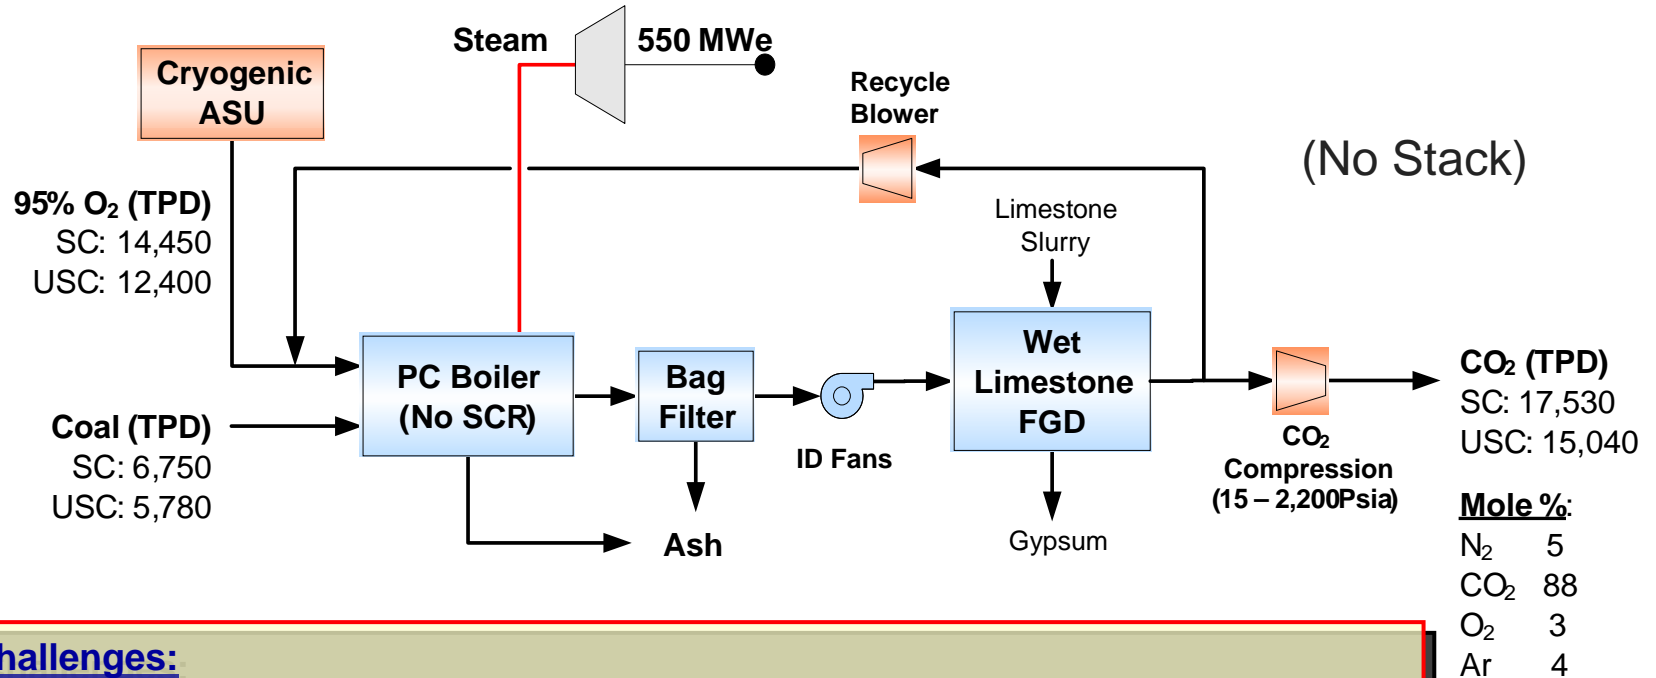 Steam
550 MWe
Cryogenic
ASU
Recycle
Blower
(No Stack)
95% O₂ (TPD)
SC: 14,450
USC: 12,400
Limestone
Slurry
PC Boiler
(No SCR)
Bag
Filter
ID Fans
Wet
Limestone
FGD
CO₂
Compression
(15 – 2,200Psia)
CO₂ (TPD)
SC: 17,530
USC: 15,040
Coal (TPD)
SC: 6,750
USC: 5,780
Ash
Gypsum
Mole %:
N₂ 5
CO₂ 88
O₂ 3
Ar 4
hallenges: